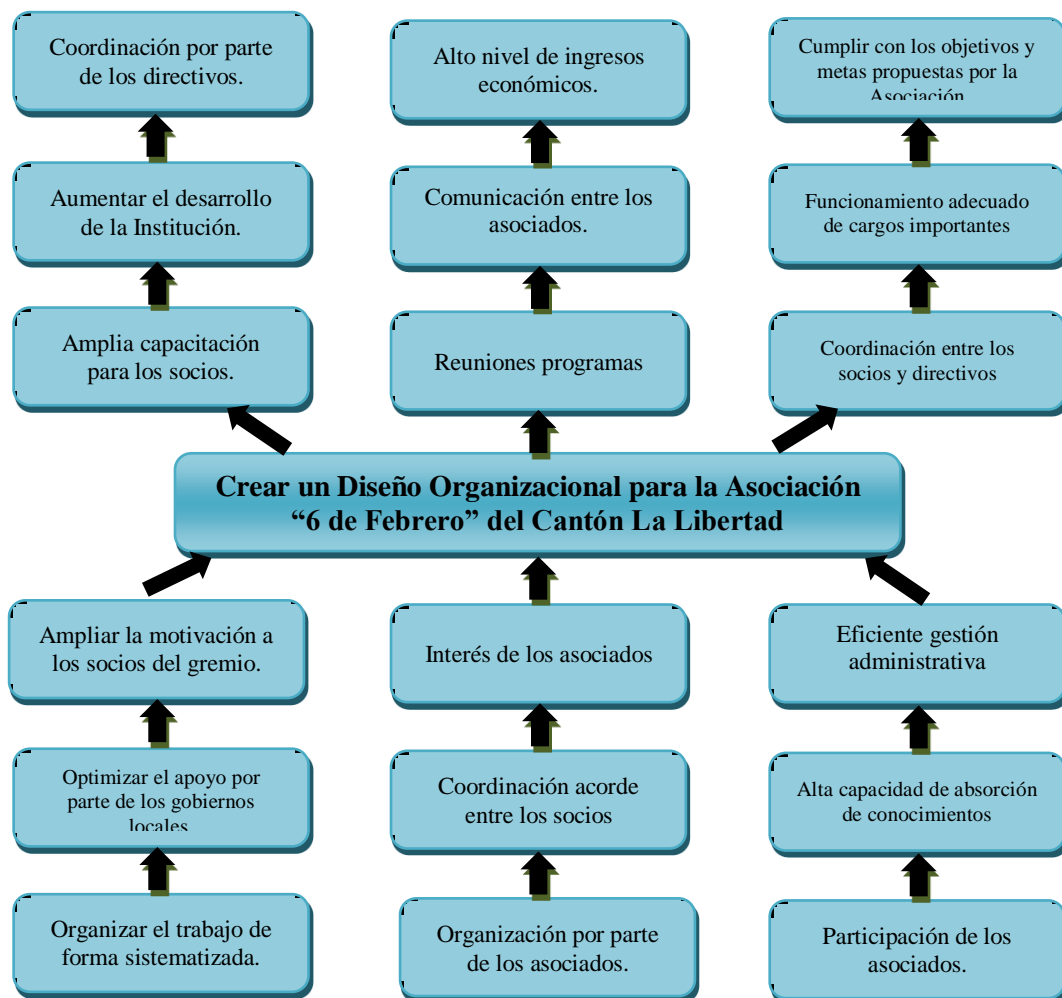 Coordinación por parte
de los directivos.
Alto nivel de ingresos
económicos.
Cumplir con los objetivos y
metas propuestas por la
Asociación
Aumentar el desarrollo
de la Institución.
Comunicación entre los
asociados.
Funcionamiento adecuado
de cargos importantes
Amplia capacitación
para los socios.
Reuniones programas
Coordinación entre los
socios y directivos
Crear un Diseño Organizacional para la Asociación
“6 de Febrero” del Cantón La Libertad
Ampliar la motivación a
los socios del gremio.
Interés de los asociados
Eficiente gestión
administrativa
Optimizar el apoyo por
parte de los gobiernos
locales
Coordinación acorde
entre los socios
Alta capacidad de absorción
de conocimientos
Organizar el trabajo de
forma sistematizada.
Organización por parte
de los asociados.
Participación de los
asociados.